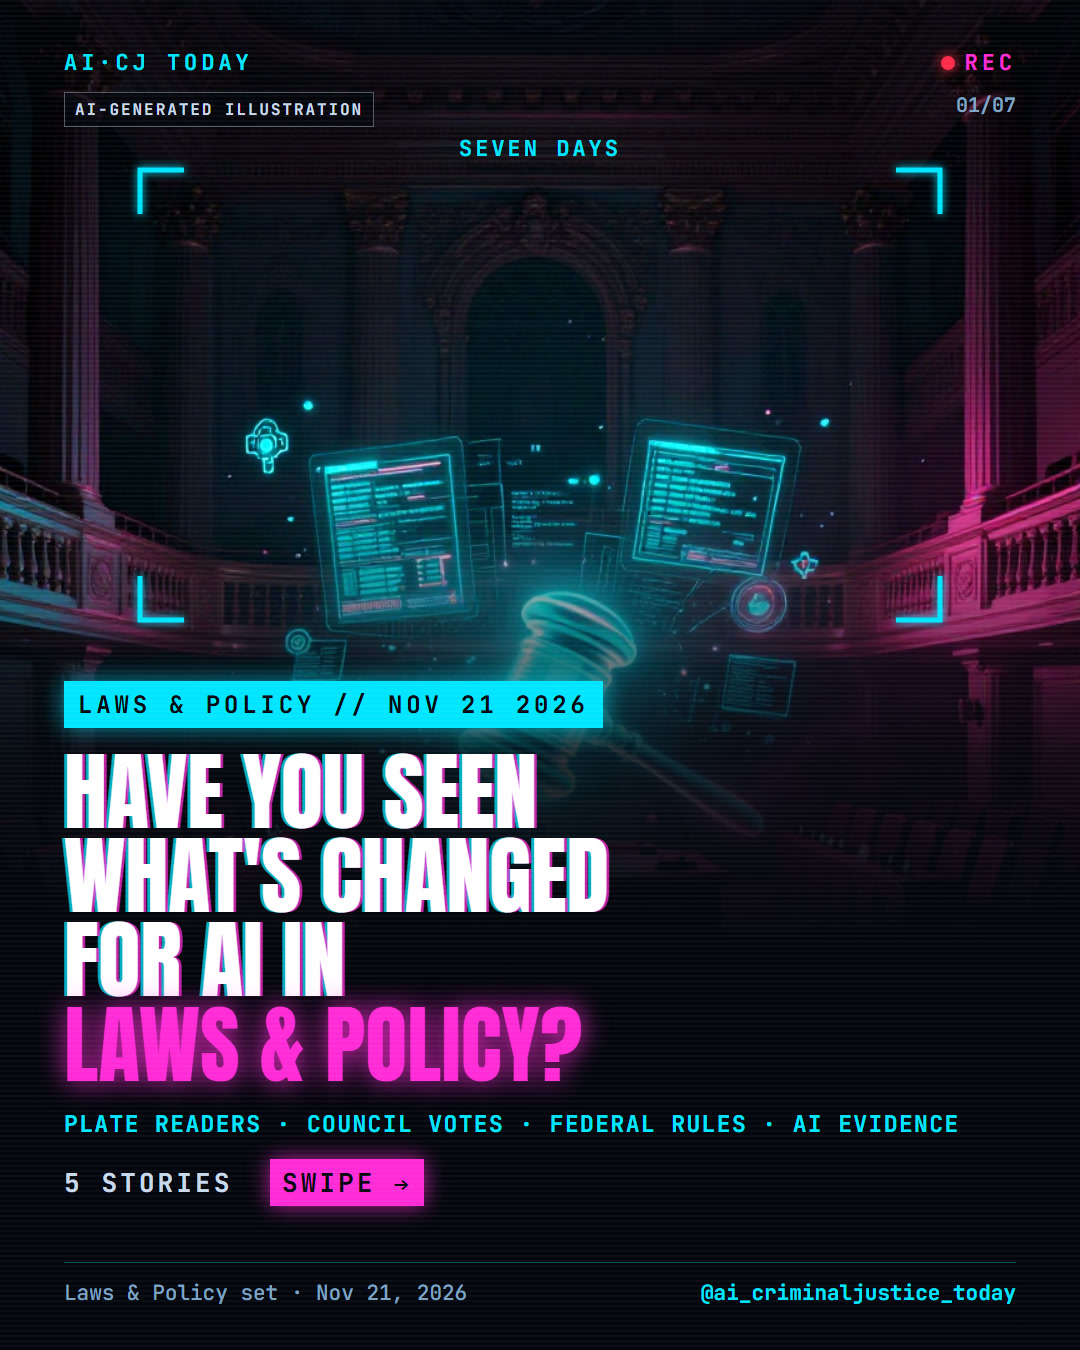 AI·CJ TODAY
REC
AI-GENERATED ILLUSTRATION
01/07
SEVEN DAYS
LAWS & POLICY // NOV 21 2026
HAVE YOU SEEN
WHAT'S CHANGED
FOR AI IN
LAWS & POLICY?
PLATE READERS · COUNCIL VOTES · FEDERAL RULES · AI EVIDENCE
5 STORIES
SWIPE →
Laws & Policy set · Nov 21, 2026
@ai_criminaljustice_today